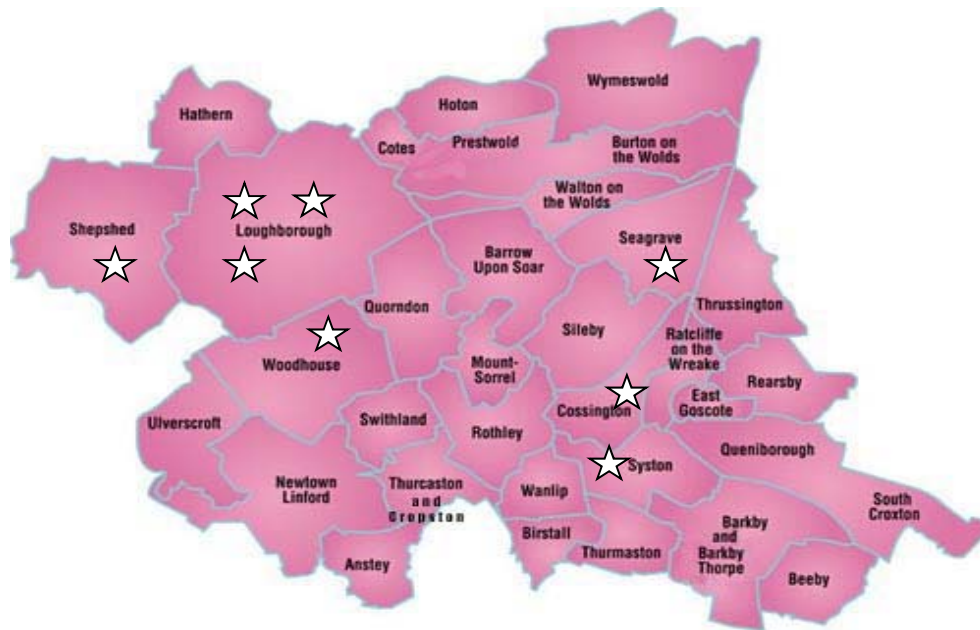 Wymeswold
Hoton
Hathern
Prestwold
Cotes
Burton on
the Wolds
Walton on
the Wolds
Shepshed
Loughborough
Seagrave
Barrow
Upon Soar
Quorndon
Thrussington
Sileby
Ratcliffe
on the
Wreake
Woodhouse
Mount-
Sorrel
Rearsby
East
Goscote
Cossington
Ulverscroft
Swithland
Rothley
Queniborough
Syston
Newtown
Linford
Thurcaston
and
Cropston
Wanlip
South
Croxton
Birstall
Barkby
and
Barkby
Thorpe
Thurmaston
Anstey
Beeby